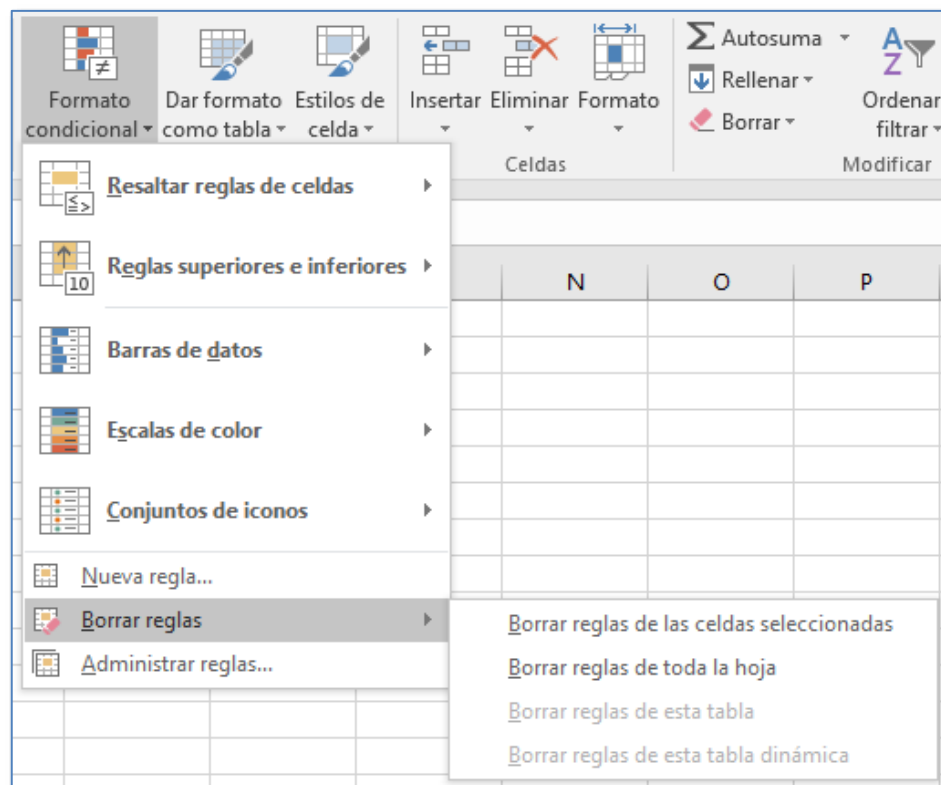 Formato condicional
Dar formato como tabla
Estilos de celda
Insertar
Eliminar
Formato
Celdas
Autosuma
Rellenar
Borrar
Ordenar
filtrar
Modificar
Resaltar reglas de celdas
Reglas superiores e inferiores
10
Barras de datos
Escalas de color
Conjuntos de iconos
Nueva regla...
Borrar reglas
Administrar reglas...
N
O
P
Borrar reglas de las celdas seleccionadas
Borrar reglas de toda la hoja
Borrar reglas de esta tabla
Borrar reglas de esta tabla dinámica